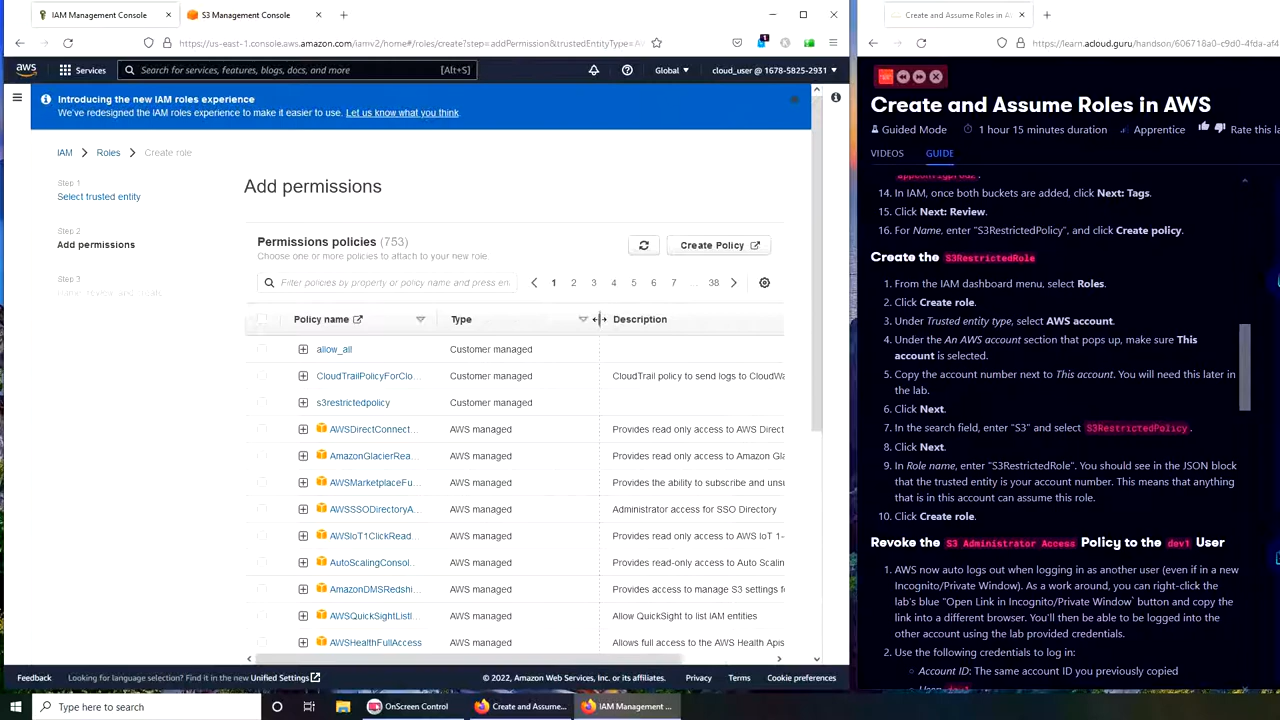 IAM Management Console
S3 Management Console
Create and Assume Roles in A
https://us-east-1.console.aws.amazon.com/iamv2/home#/roles/create?step=addPermission&trustedEntityType=A
1
https://learn.acloud.guru/handson/606718a0-c9d0-4fda-af4
aws
Services
Search for services, features, blogs, docs, and more
[Alt+S]
Global
cloud_user @ 1678-5825-2931
Introducing the new IAM roles experience
We've redesigned the IAM roles experience to make it easier to use. Let us know what you think.
IAM
Roles
Create role
Step 1
Select trusted entity
Step 2
Add permissions
Step 3
Add permissions
Permissions policies (753)
Choose one or more policies to attach to your new role.
Create Policy
Filter policies by property or policy name and press en
1 2 3 4 5 6 7 ... 38
Policy name
Type
Description
allow_all
Customer managed
CloudTrailPolicyForClo...
Customer managed
CloudTrail policy to send logs to CloudWa
s3restrictedpolicy
Customer managed
AWSDirectConnect...
AWS managed
Provides read only access to AWS Direct
AmazonGlacierRea...
AWS managed
Provides read only access to Amazon Gla
AWSMarketplaceFu...
AWS managed
Provides the ability to subscribe and unsu
AWSSSODirectoryA...
AWS managed
Administrator access for SSO Directory
AWSIoT1ClickRead...
AWS managed
Provides read only access to AWS IoT 1-
AutoScalingConsol...
AWS managed
Provides read-only access to Auto Scalin
AmazonDMSRedshi...
AWS managed
Provides access to manage S3 settings f
AWSQuickSightListI...
AWS managed
Allow QuickSight to list IAM entities
AWSHealthFullAccess
AWS managed
Allows full access to the AWS Health Apis
Feedback
Looking for language selection? Find it in the new Unified Settings
© 2022, Amazon Web Services, Inc. or its affiliates.
Privacy
Terms
Cookie preferences
Create and Assume Roles in AWS
Guided Mode
1 hour 15 minutes duration
Apprentice
Rate this la
VIDEOS
GUIDE
appconfigprod2.
14. In IAM, once both buckets are added, click Next: Tags.
15. Click Next: Review.
16. For Name, enter "S3RestrictedPolicy", and click Create policy.
Create the S3RestrictedRole
1. From the IAM dashboard menu, select Roles.
2. Click Create role.
3. Under Trusted entity type, select AWS account.
4. Under the An AWS account section that pops up, make sure This
account is selected.
5. Copy the account number next to This account. You will need this later in
the lab.
6. Click Next.
7. In the search field, enter "S3" and select S3RestrictedPolicy.
8. Click Next.
9. In Role name, enter "S3RestrictedRole". You should see in the JSON block
that the trusted entity is your account number. This means that anything
that is in this account can assume this role.
10. Click Create role.
Revoke the S3 Administrator Access Policy to the dev1 User
1. AWS now auto logs out when logging in as another user (even if in a new
Incognito/Private Window). As a work around, you can right-click the
lab's blue "Open Link in Incognito/Private Window` button and copy the
link into a different browser. You'll then be able to be logged into the
other account using the lab provided credentials.
2. Use the following credentials to log in:
Account ID: The same account ID you previously copied
User: dev1
Type here to search
OnScreen Control
Create and Assume...
IAM Management ...